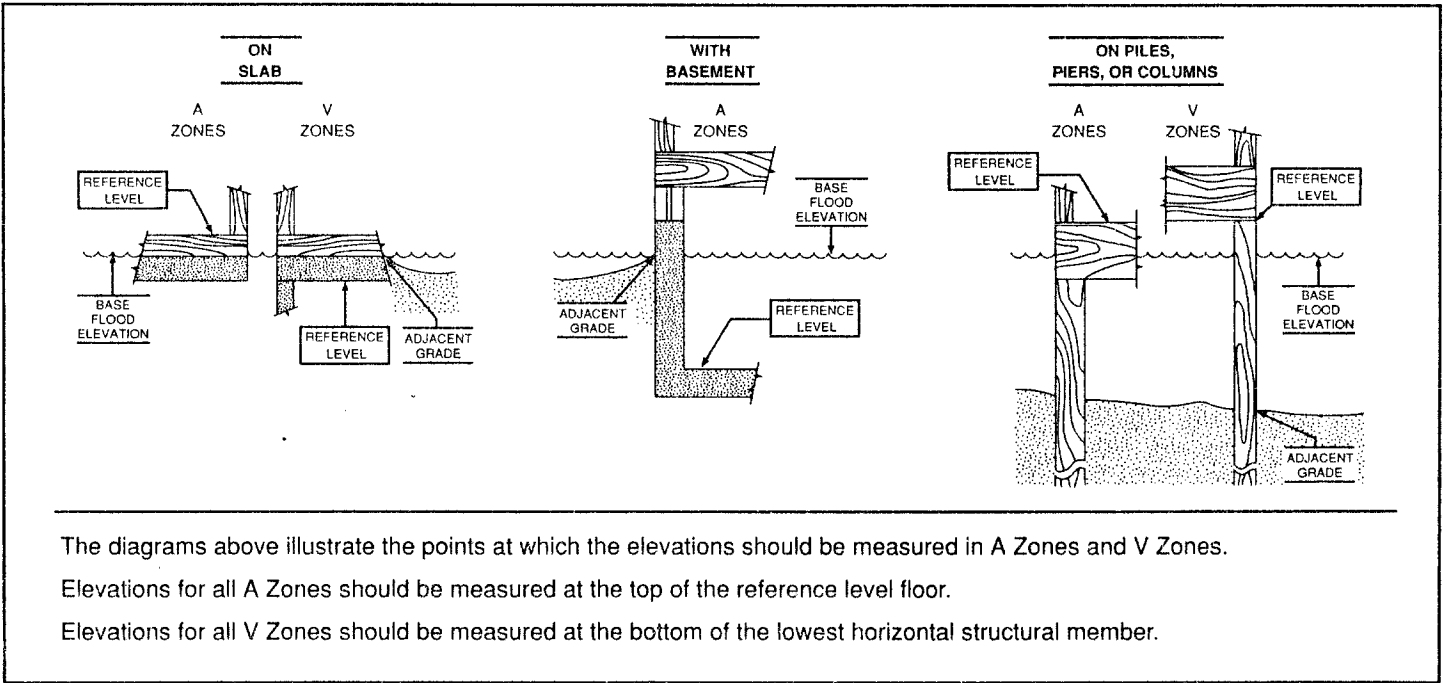 ON
SLAB
A
ZONES
V
ZONES
REFERENCE
LEVEL
BASE
FLOOD
ELEVATION
REFERENCE
LEVEL
ADJACENT
GRADE
WITH
BASEMENT
A
ZONES
BASE
FLOOD
ELEVATION
ADJACENT
GRADE
REFERENCE
LEVEL
ON PILES,
PIERS, OR COLUMNS
A
ZONES
V
ZONES
REFERENCE
LEVEL
REFERENCE
LEVEL
BASE
FLOOD
ELEVATION
ADJACENT
GRADE
The diagrams above illustrate the points at which the elevations should be measured in A Zones and V Zones.
Elevations for all A Zones should be measured at the top of the reference level floor.
Elevations for all V Zones should be measured at the bottom of the lowest horizontal structural member.